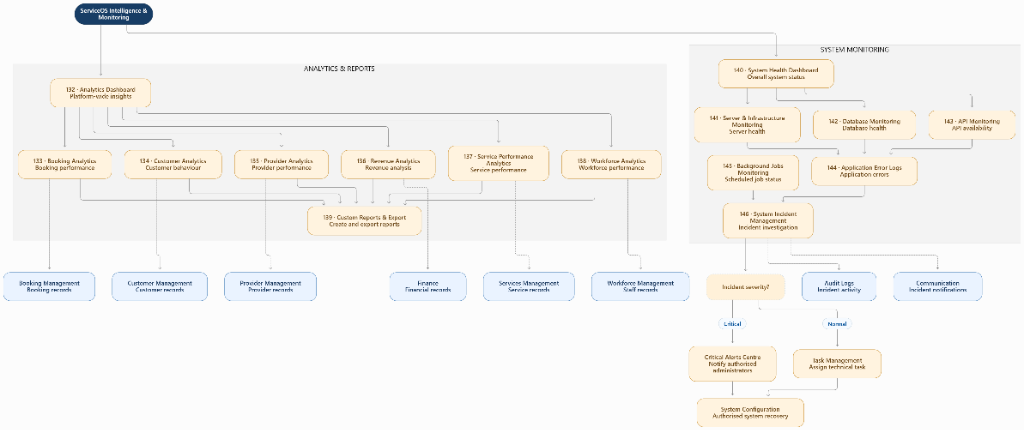 ServiceOS Intelligence &
Monitoring
ANALYTICS & REPORTS
132 · Analytics Dashboard
Platform-wide insights
133 · Booking Analytics
Booking performance
134 · Customer Analytics
Customer behaviour
135 · Provider Analytics
Provider performance
136 · Revenue Analytics
Revenue analysis
137 · Service Performance
Analytics
Service performance
138 · Workforce Analytics
Workforce performance
139 · Custom Reports & Export
Create and export reports
Booking Management
Booking records
Customer Management
Customer records
Provider Management
Provider records
Finance
Financial records
Services Management
Service records
Workforce Management
Staff records
SYSTEM MONITORING
140 · System Health Dashboard
Overall system status
141 · Server & Infrastructure
Monitoring
Server health
142 · Database Monitoring
Database health
143 · API Monitoring
API availability
145 · Background Jobs
Monitoring
Scheduled job status
144 · Application Error Logs
Application errors
146 · System Incident
Management
Incident investigation
Incident severity?
Audit Logs
Incident activity
Communication
Incident notifications
Critical
Normal
Critical Alerts Centre
Notify authorised
administrators
Task Management
Assign technical task
System Configuration
Authorised system recovery